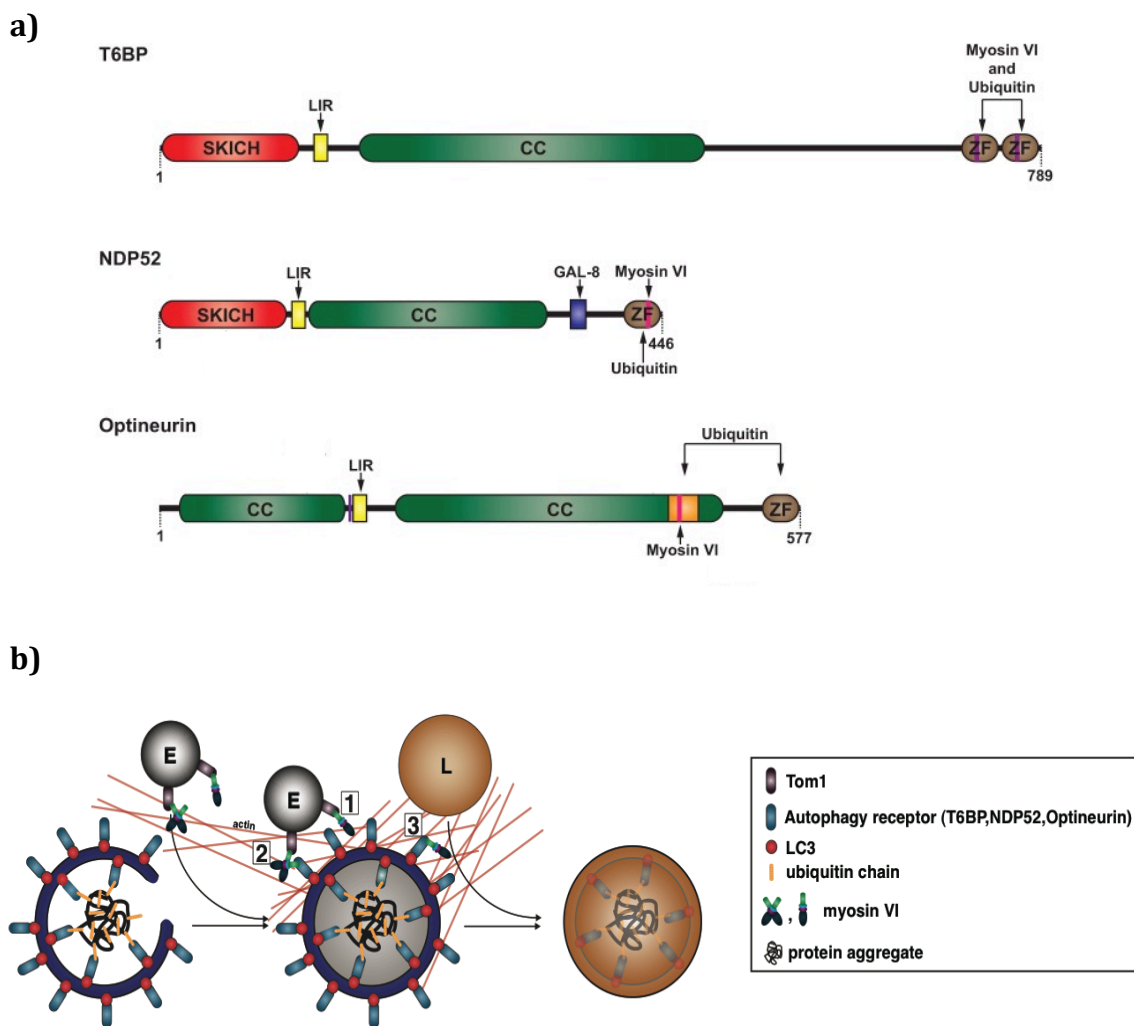 a)
T6BP
Myosin VI
and
Ubiquitin
LIR
SKICH
CC
ZF
ZF
1
789
NDP52
LIR
GAL-8
Myosin VI
SKICH
CC
ZF
1
446
Ubiquitin
Optineurin
Ubiquitin
LIR
CC
CC
ZF
1
577
Myosin VI
b)
E
E
L
1
actin
3
2
Tom1
Autophagy receptor (T6BP,NDP52,Optineurin)
LC3
ubiquitin chain
, myosin VI
protein aggregate